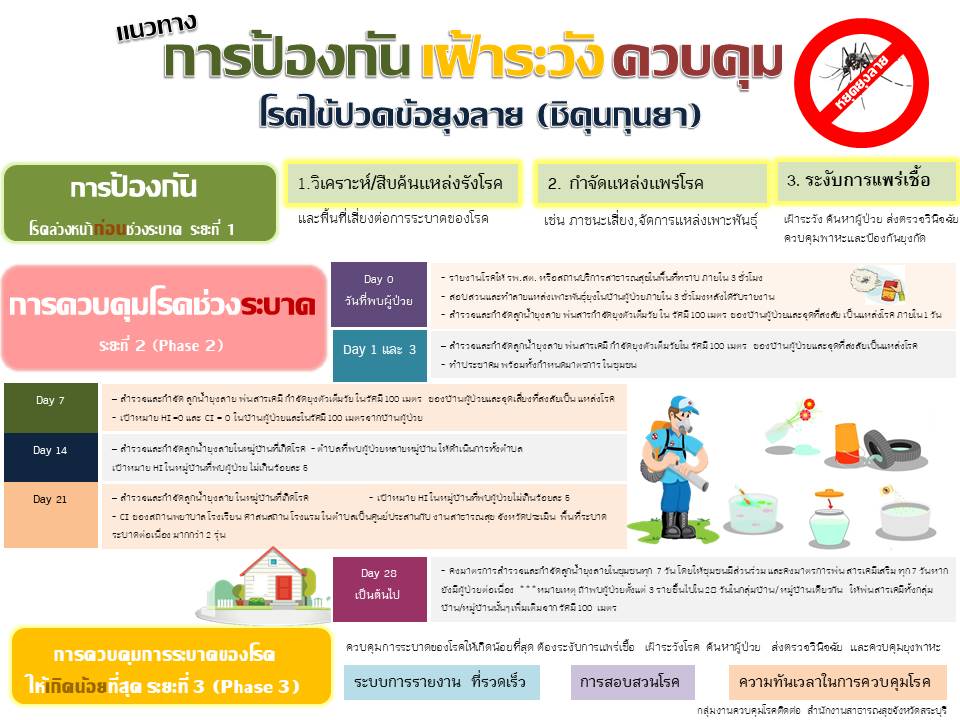 แนวทาง
การป้องกัน เฝ้าระวัง ควบคุม
โรคไข้ปวดข้อยุงลาย (ชิคุนกุนยา)
หยุดยุงลาย
การป้องกัน
โรคล่วงหน้าก่อนช่วงระบาด ระยะที่ 1
1.วิเคราะห์/สืบค้นแหล่งรังโรค
และพื้นที่เสี่ยงต่อการระบาดของโรค
2. กำจัดแหล่งแพร่โรค
เช่น ภาชนะเสี่ยง,จัดการแหล่งเพาะพันธุ์
3. ระงับการแพร่เชื้อ
เฝ้าระวัง ค้นหาผู้ป่วย ส่งตรวจวินิจฉัย
ควบคุมพาหะและป้องกันยุงกัด
การควบคุมโรคช่วงระบาด
ระยะที่ 2 (Phase 2)
Day 0
วันที่พบผู้ป่วย
- รายงานโรคให้ รพ.สต. หรือสถานบริการสาธารณสุขในพื้นที่ทราบ ภายใน 3 ชั่วโมง
- สอบสวนและทำลายแหล่งเพาะพันธุ์ยุงในบ้านผู้ป่วยภายใน 3 ชั่วโมงหลังได้รับรายงาน
- สำรวจและกำจัดลูกน้ำยุงลาย พ่นสารกำจัดยุงตัวเต็มวัย ใน รัศมี 100 เมตร ของบ้านผู้ป่วยและจุดที่สงสัย เป็นแหล่งโรค ภายใน 1 วัน
Day 1 และ 3
– สำรวจและกำจัดลูกน้ำยุงลาย พ่นสารเคมี กำจัดยุงตัวเต็มวัยใน รัศมี 100 เมตร ของบ้านผู้ป่วยและจุดที่สงสัยเป็นแหล่งโรค
- ทำประชาคม พร้อมทั้งกำหนดมาตรการ ในชุมชน
Day 7
– สำรวจและกำจัด ลูกน้ำยุงลาย พ่นสารเคมี กำจัดยุงตัวเต็มวัย ในรัศมี 100 เมตร ของบ้านผู้ป่วยและจุดเสี่ยงที่สงสัยเป็น แหล่งโรค
- เป้าหมาย HI =0 และ CI = 0 ในบ้านผู้ป่วยและในรัศมี 100 เมตรจากบ้านผู้ป่วย
Day 14
– สำรวจและกำจัดลูกน้ำยุงลายในหมู่บ้านที่เกิดโรค - ตำบลที่พบผู้ป่วยหลายหมู่บ้าน ให้ดำเนินการทั้งตำบล
เป้าหมาย HI ในหมู่บ้านที่พบผู้ป่วย ไม่เกินร้อยละ 5
Day 21
– สำรวจและกำจัดลูกน้ำยุงลาย ในหมู่บ้านที่เกิดโรค - เป้าหมาย HI ในหมู่บ้านที่พบผู้ป่วยไม่เกินร้อยละ 5
- CI ของสถานพยาบาล โรงเรียน ศาสนสถาน โรงแรม ในตำบลเป็นศูนย์ประสานกับ งานสาธารณสุข จังหวัดประเมิน พื้นที่ระบาด
ระบาดต่อเนื่อง มากกว่า 2 รุ่น
Day 28
เป็นต้นไป
- คงมาตรการสำรวจและกำจัดลูกน้ำยุงลายในชุมชนทุก 7 วัน โดยให้ชุมชนมีส่วนร่วม และคงมาตรการพ่น สารเคมีเสริม ทุก 7 วันหาก
ยังมีผู้ป่วยต่อเนื่อง ***หมายเหตุ ถ้าพบผู้ป่วยตั้งแต่ 3 รายขึ้นไปใน 28 วันในกลุ่มบ้าน/หมู่บ้านเดียวกัน ให้พ่นสารเคมีทั้งกลุ่ม
บ้าน/หมู่บ้านนั้นๆ เพิ่มเติมจาก รัศมี 100 เมตร
การควบคุมการระบาดของโรค
ให้เกิดน้อยที่สุด ระยะที่ 3 (Phase 3)
ควบคุมการระบาดของโรคให้เกิดน้อยที่สุด ต้องระงับการแพร่เชื้อ เฝ้าระวังโรค ค้นหาผู้ป่วย ส่งตรวจวินิจฉัย และควบคุมยุงพาหะ
ระบบการรายงาน ที่รวดเร็ว
การสอบสวนโรค
ความทันเวลาในการควบคุมโรค
กลุ่มงานควบคุมโรคติดต่อ สำนักงานสาธารณสุขจังหวัดสระบุรี